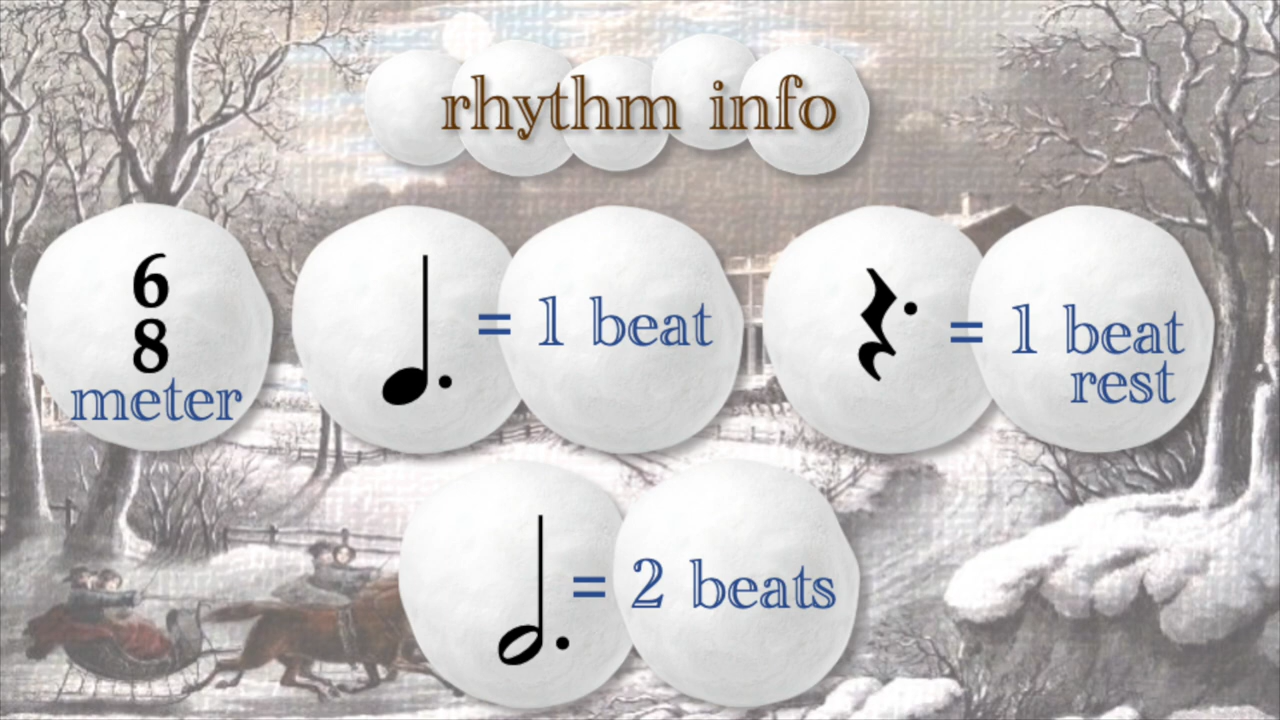 rhythm info
6
8
meter
= 1 beat
= 1 beat
rest
= 2 beats